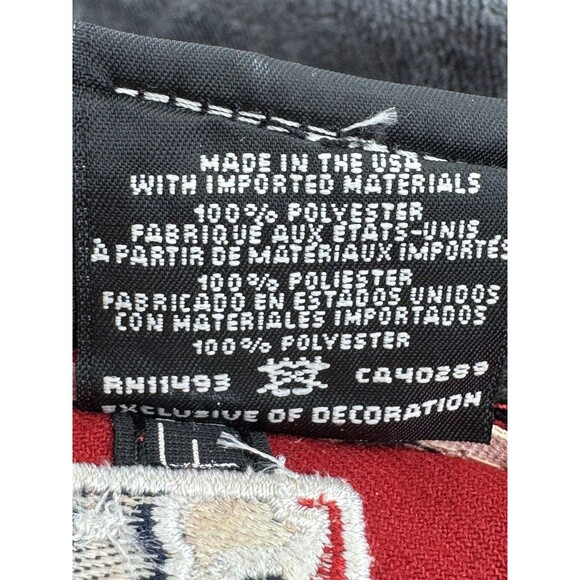 MADE IN THE USA
WITH IMPORTED MATERIALS
100% POLYESTER
FABRIQUE AUX ETATS-UNIS
A PARTIR DE MATERIAUX IMPORTES
100% POLIESTER
FABRICADO EN ESTADOS UNIDOS
CON MATERIALES IMPORTADOS
100% POLYESTER
RN11493 CA40289
EXCLUSIVE OF DECORATION